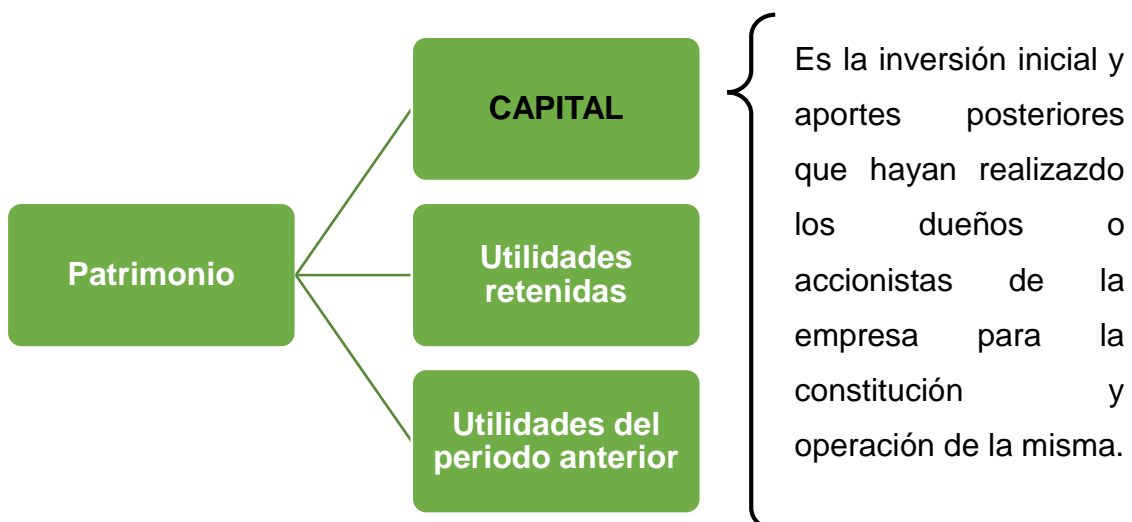 Patrimonio
CAPITAL
Utilidades
retenidas
Utilidades del
periodo anterior
Es la inversión inicial y
aportes posteriores
que hayan realizazdo
los dueños o
accionistas de la
empresa para la
constitución y
operación de la misma.